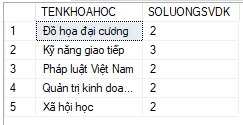 TENKHOAHOC SOLUONGSVDK
1 Đồ họa đại cương 2
2 Kỹ năng giao tiếp 3
3 Pháp luật Việt Nam 2
4 Quản trị kinh doa... 2
5 Xã hội học 2